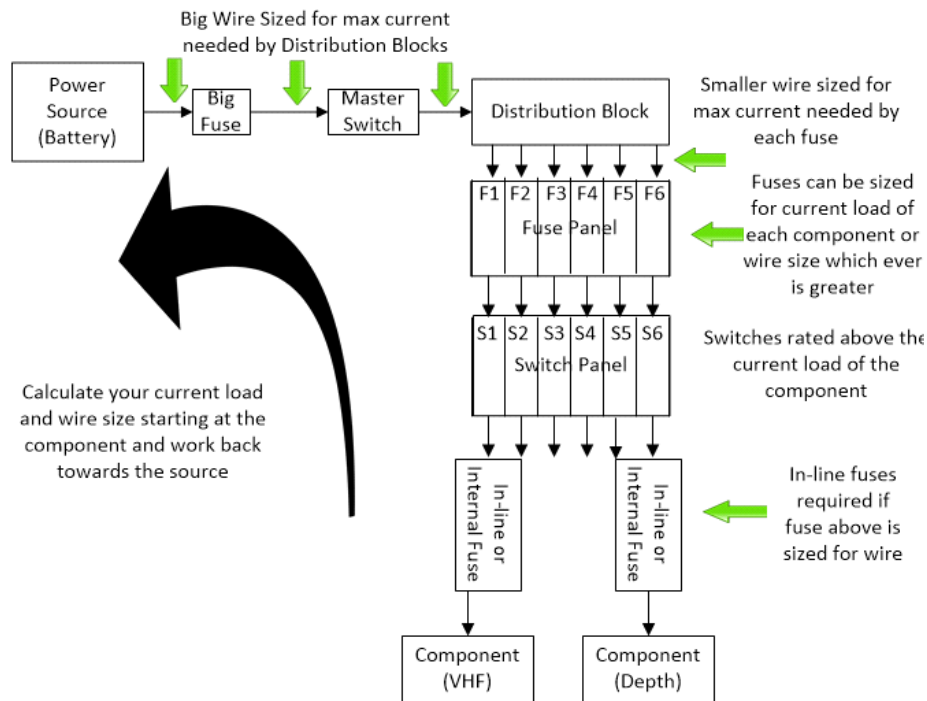 Big Wire Sized for max current
needed by Distribution Blocks
Power
Source
(Battery)
Big
Fuse
Master
Switch
Distribution Block
Smaller wire sized for
max current needed by
each fuse
F1 F2 F3 F4 F5 F6
Fuse Panel
Fuses can be sized
for current load of
each component or
wire size which ever
is greater
S1 S2 S3 S4 S5 S6
Switch Panel
Switches rated above the
current load of the
component
Calculate your current load
and wire size starting at the
component and work back
towards the source
In-line or
Internal Fuse
In-line or
Internal Fuse
In-line fuses
required if
fuse above is
sized for wire
Component
(VHF)
Component
(Depth)